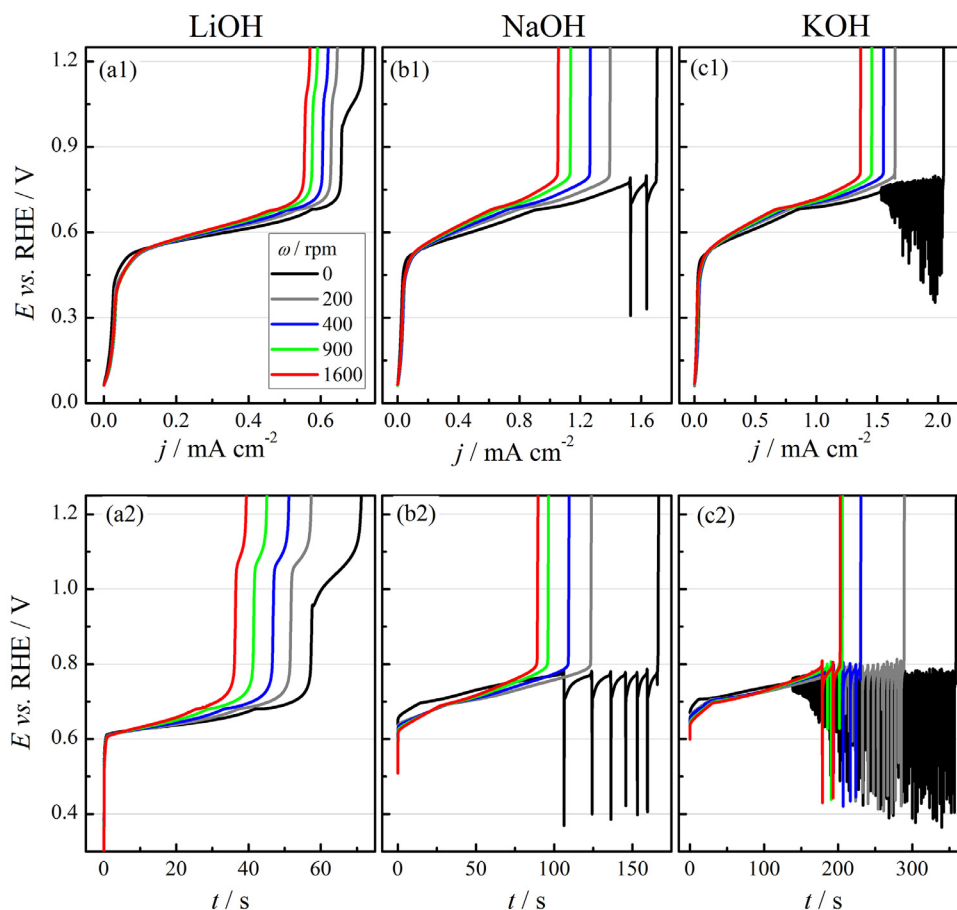 LiOH NaOH KOH
(a1) (b1) (c1)
E vs. RHE / V
1.2
0.9
0.6
0.3
0.0
ω / rpm
0
200
400
900
1600
0.0 0.2 0.4 0.6 0.0 0.4 0.8 1.2 1.6 0.0 0.5 1.0 1.5 2.0
j / mA cm⁻² j / mA cm⁻² j / mA cm⁻²
(a2) (b2) (c2)
E vs. RHE / V
1.2
1.0
0.8
0.6
0.4
0 20 40 60 0 50 100 150 0 100 200 300
t / s t / s t / s